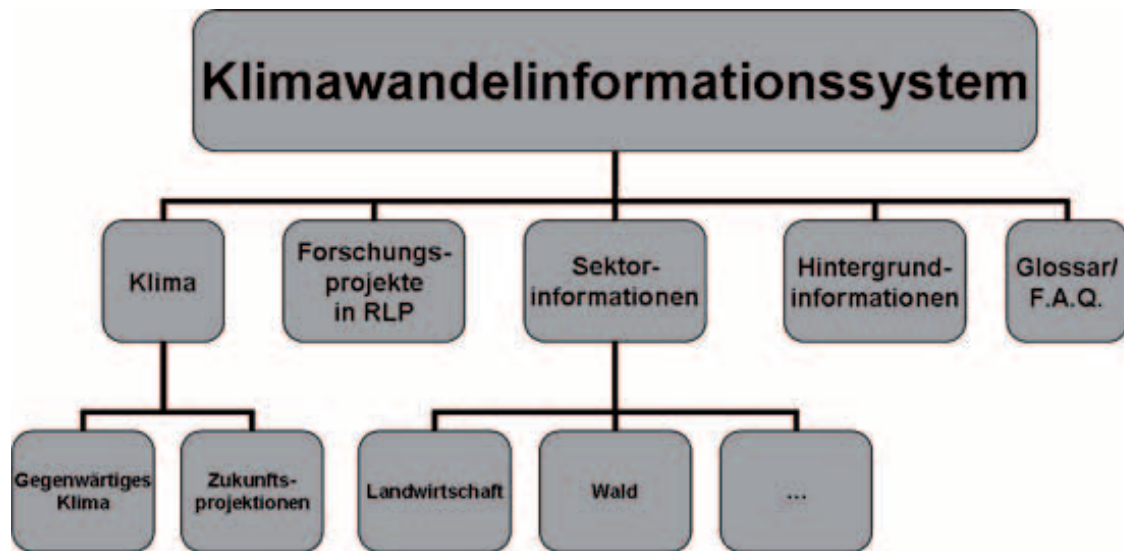 Klimawandelinformationssystem
Klima
Forschungs-
projekte
in RLP
Sektor-
informationen
Hintergrund-
informationen
Glossar/
F.A.Q.
Gegenwärtiges
Klima
Zukunfts-
projektionen
Landwirtschaft
Wald
...